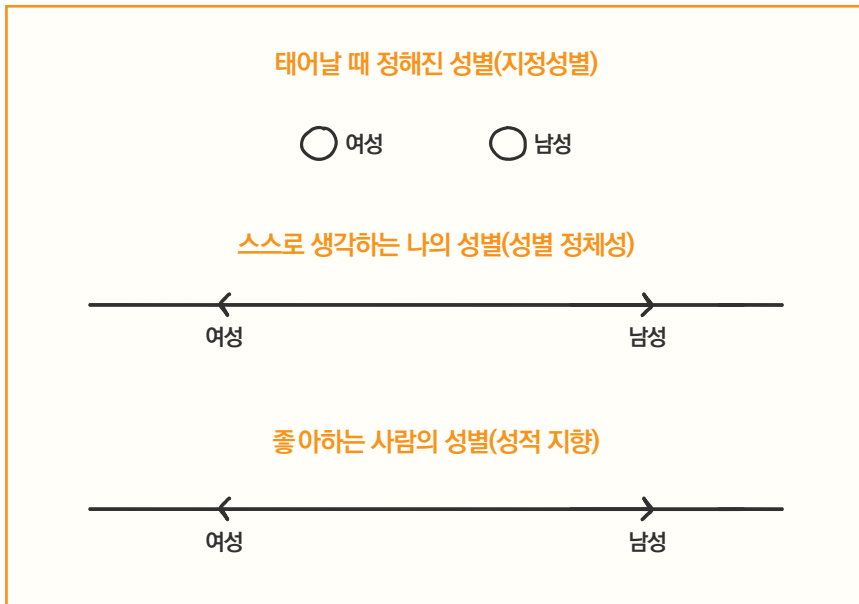 태어날 때 정해진 성별(지정성별)
여성 남성
스스로 생각하는 나의 성별(성별 정체성)
여성 남성
좋아하는 사람의 성별(성적 지향)
여성 남성